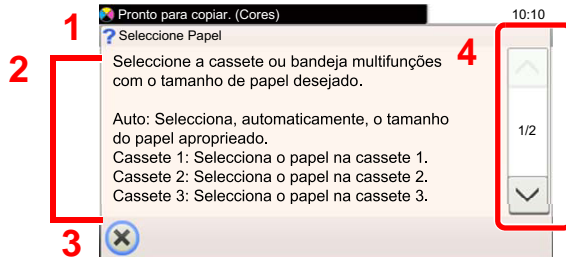 Pronto para copiar. (Cores) 10:10
1
? Seleccione Papel
2
4
Seleccione a cassete ou bandeja multifunções
com o tamanho de papel desejado.
Auto: Selecciona, automaticamente, o tamanho
do papel aproprieado.
1/2
Cassete 1: Selecciona o papel na cassete 1.
Cassete 2: Selecciona o papel na cassete 2.
Cassete 3: Selecciona o papel na cassete 3.
3